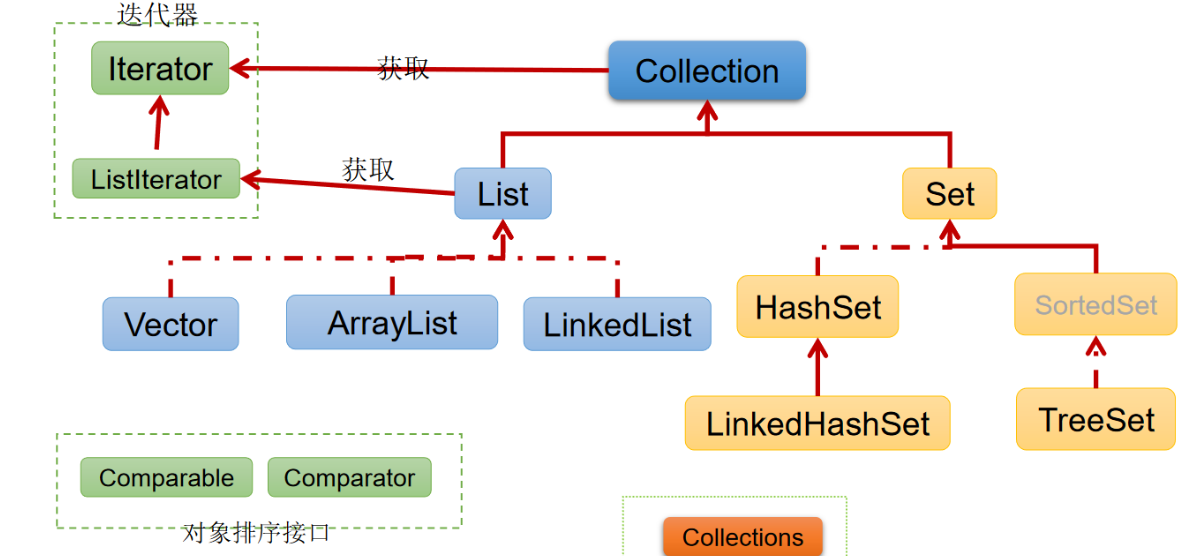 迭代器
Iterator
获取
Collection
ListIterator
获取
List
Set
Vector
ArrayList
LinkedList
HashSet
SortedSet
LinkedHashSet
TreeSet
Comparable
Comparator
对象排序接口
Collections